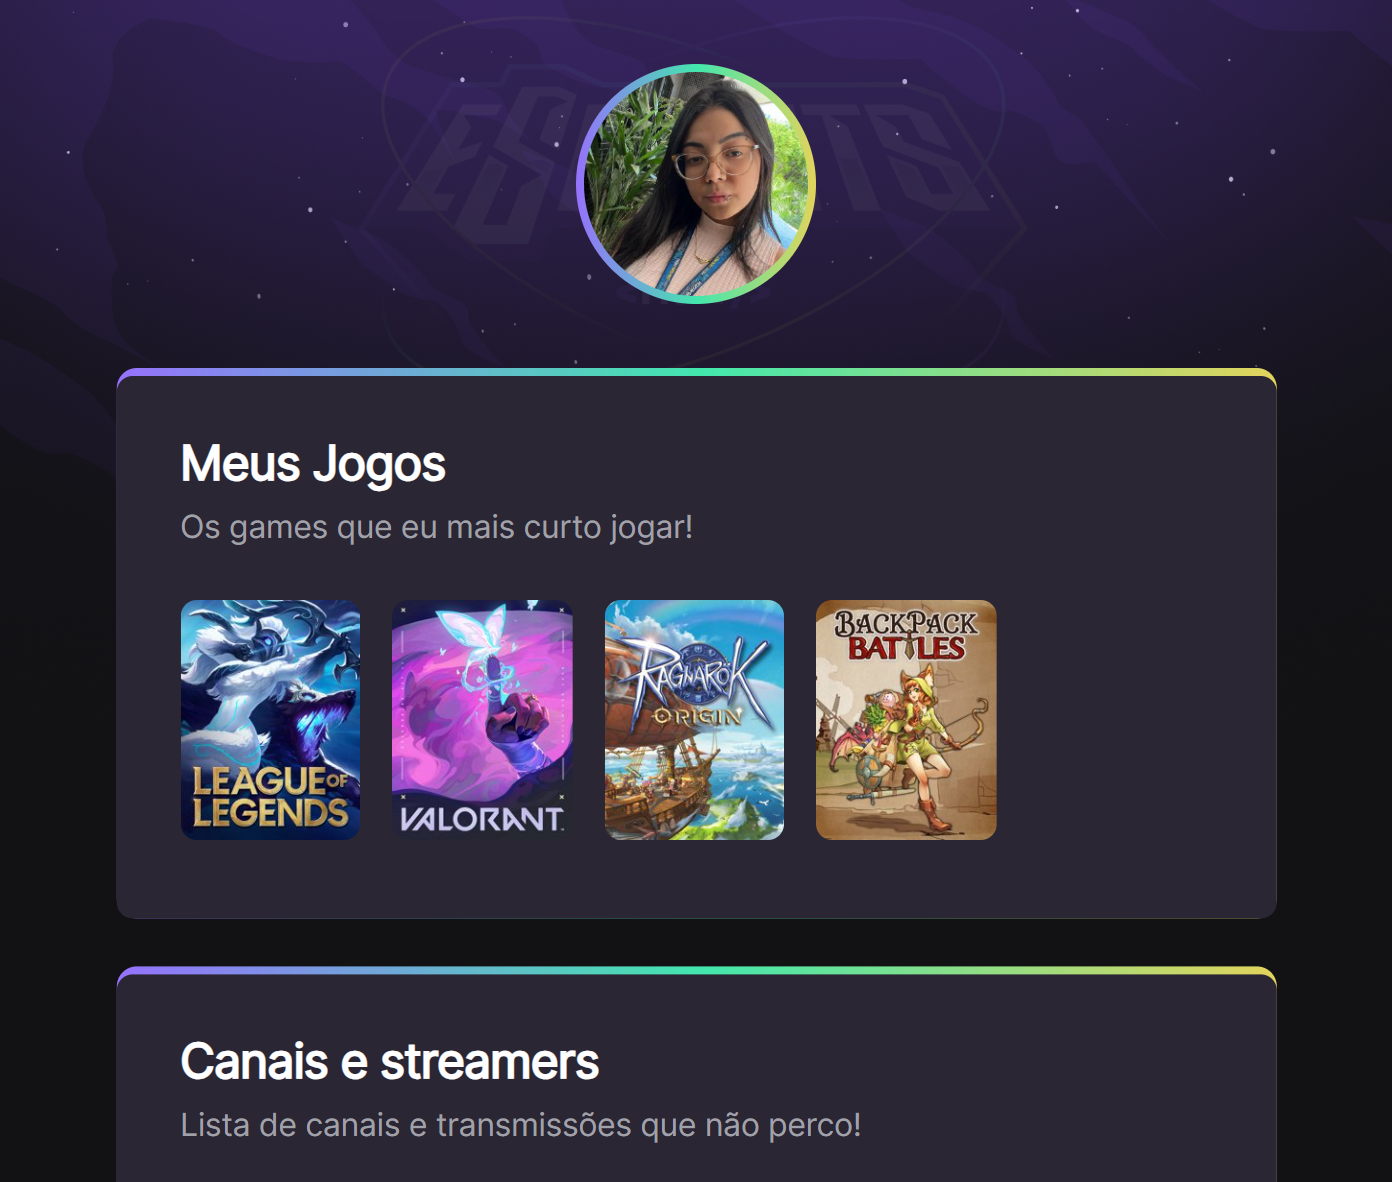 ESPORTS
Meus Jogos
Os games que eu mais curto jogar!
LEAGUE OF
LEGENDS
VALORANT
RAGNARÖK
ORIGIN
BACKPACK
BATTLES
Canais e streamers
Lista de canais e transmissões que não perco!